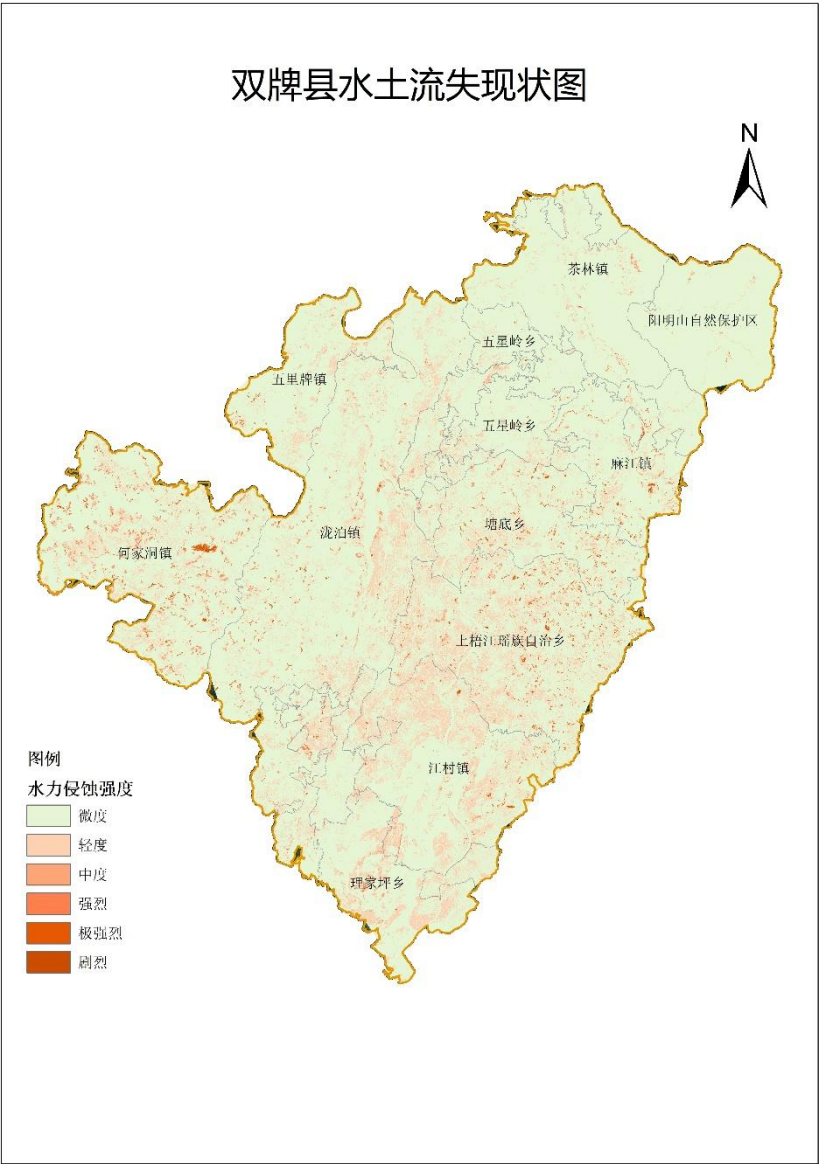 双牌县水土流失现状图
N
茶林镇
阳明山自然保护区
五星岭乡
五里牌镇
五星岭乡
麻江镇
塘底乡
泷泊镇
何家洞镇
上梧江瑶族自治乡
江村镇
理家坪乡
图例
水力侵蚀强度
微度
轻度
中度
强烈
极强烈
剧烈